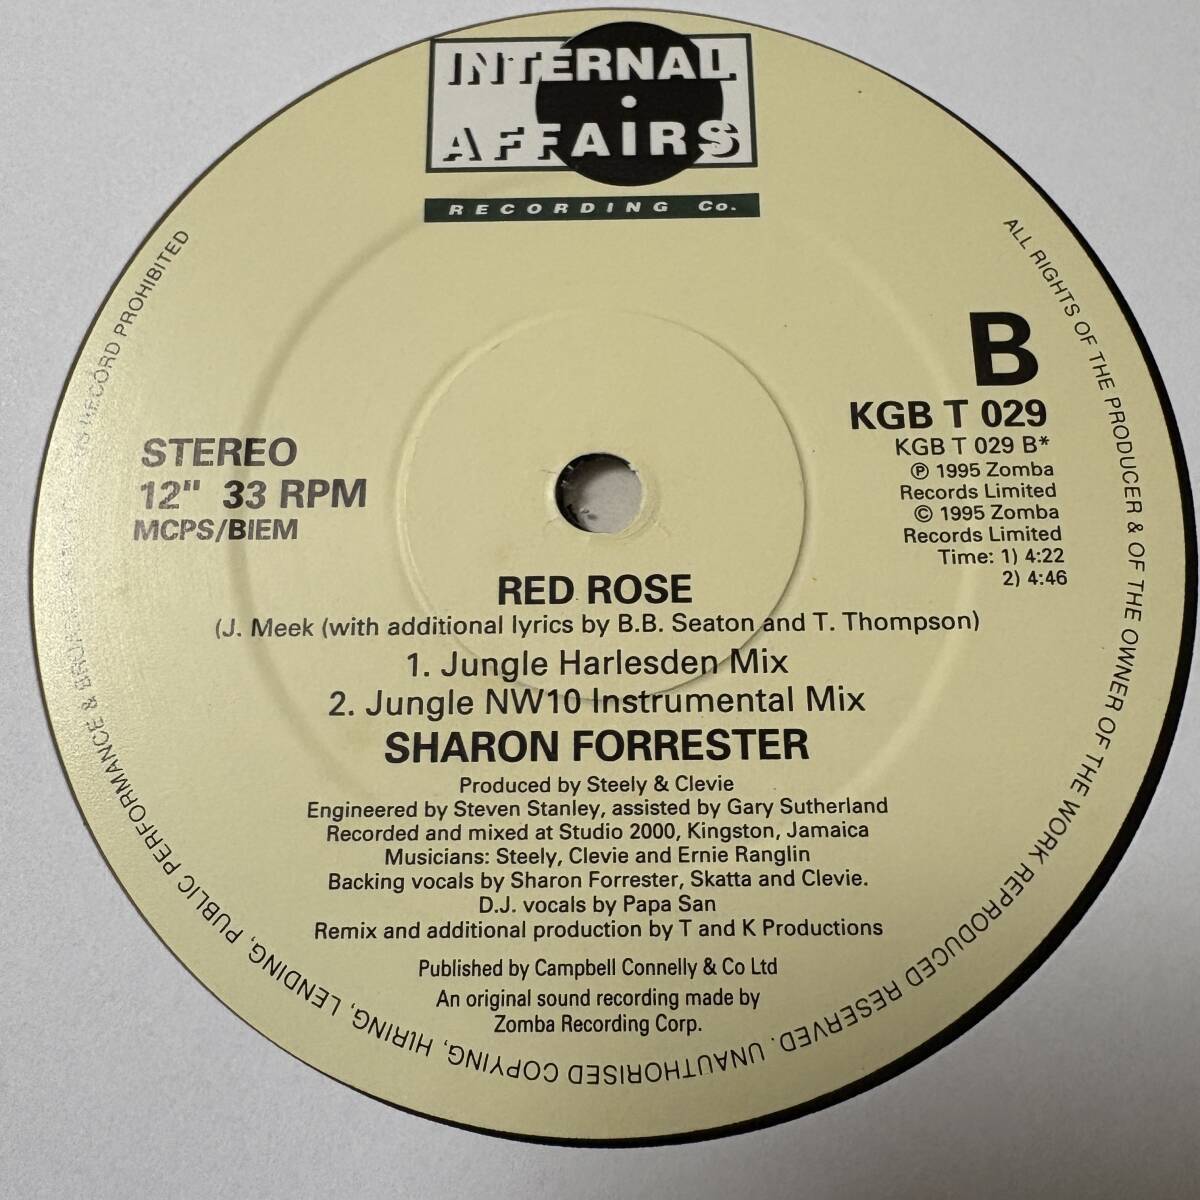 INTERNAL
AFFAIRS
RECORDING Co.
B
KGB T 029
KGB T 029 B*
℗ 1995 Zomba
Records Limited
© 1995 Zomba
Records Limited
Time: 1) 4:22
2) 4:46
STEREO
12" 33 RPM
MCPS/BIEM
RED ROSE
(J. Meek (with additional lyrics by B.B. Seaton and T. Thompson)
1. Jungle Harlesden Mix
2. Jungle NW10 Instrumental Mix
SHARON FORRESTER
Produced by Steely & Clevie
Engineered by Steven Stanley, assisted by Gary Sutherland
Recorded and mixed at Studio 2000, Kingston, Jamaica
Musicians: Steely, Clevie and Ernie Ranglin
Backing vocals by Sharon Forrester, Skatta and Clevie.
D.J. vocals by Papa San
Remix and additional production by T and K Productions
Published by Campbell Connelly & Co Ltd
An original sound recording made by
Zomba Recording Corp.
ALL RIGHTS OF THE PRODUCER & OF THE OWNER OF THE WORK REPRODUCED RESERVED. UNAUTHORISED COPYING, HIRING, LENDING, PUBLIC PERFORMANCE & RECORD PROHIBITED